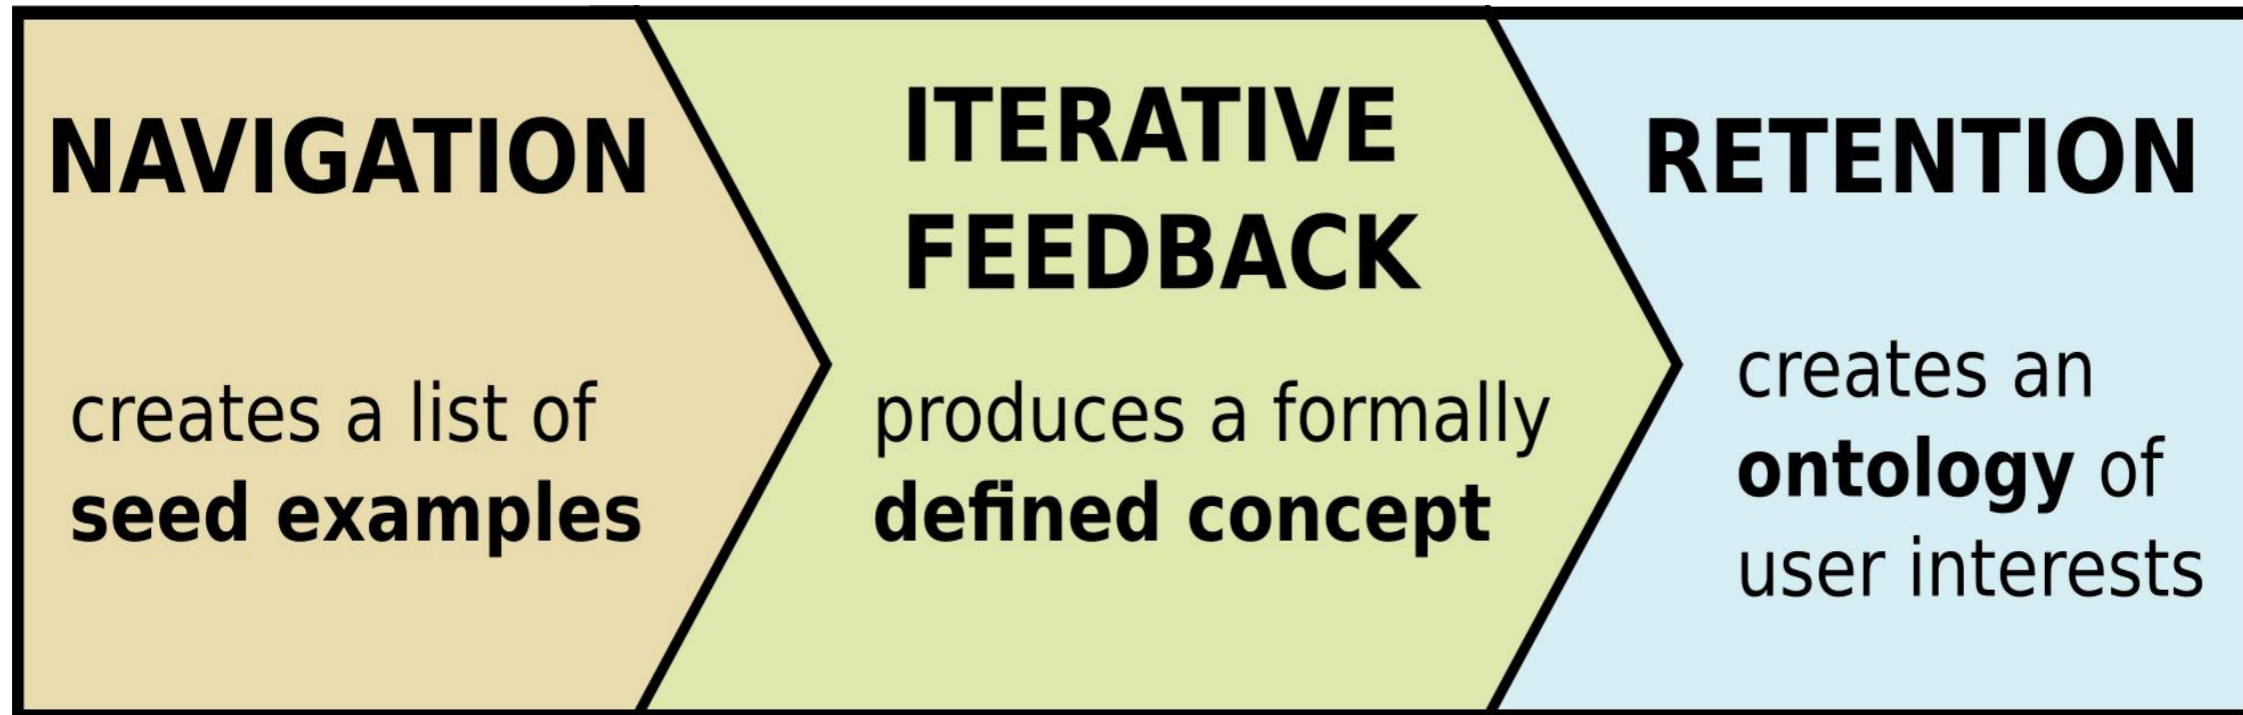 NAVIGATION
creates a list of
seed examples
ITERATIVE
FEEDBACK
produces a formally
defined concept
RETENTION
creates an
ontology of
user interests